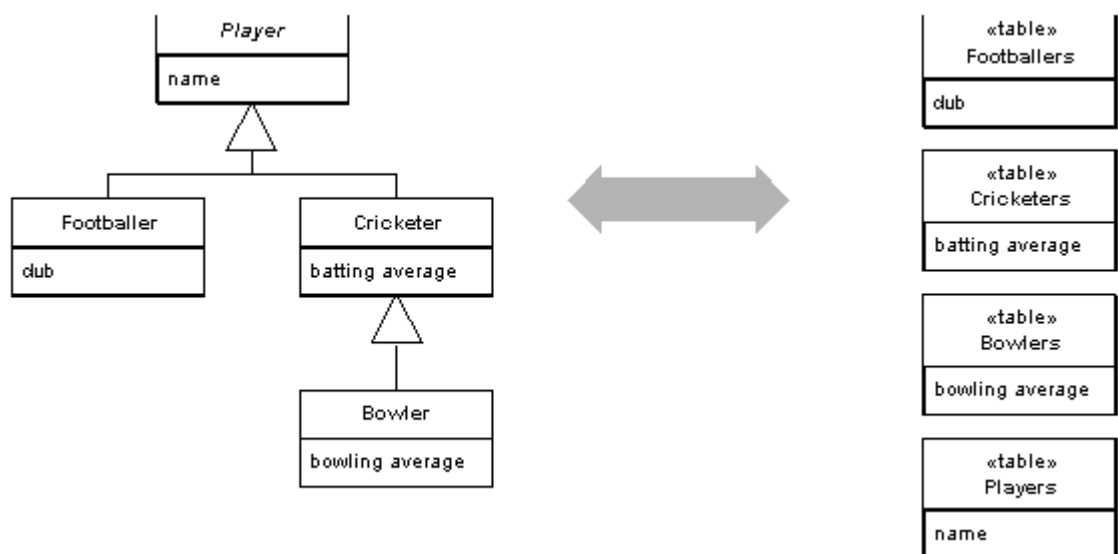 Player
name
Footballer
club
Cricketer
batting average
Bowler
bowling average
«table»
Footballers
club
«table»
Cricketers
batting average
«table»
Bowlers
bowling average
«table»
Players
name